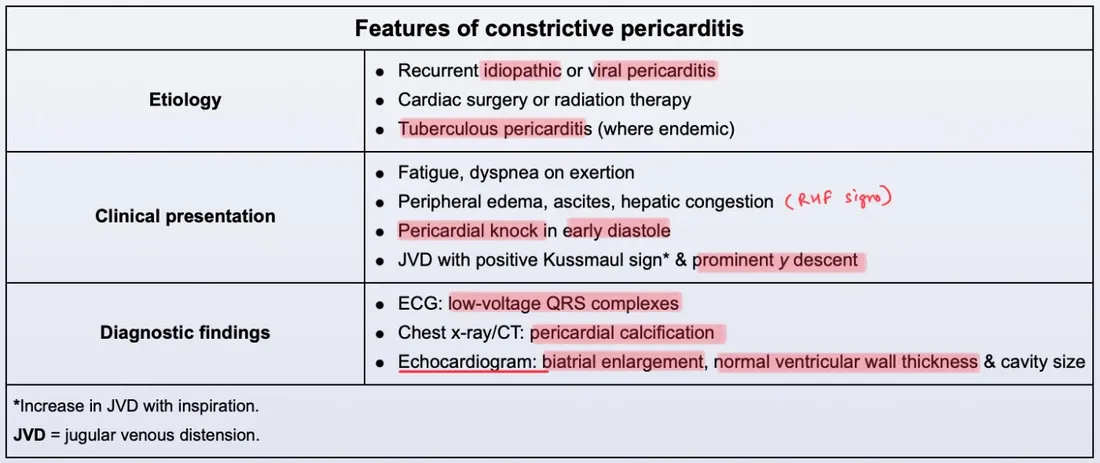 Features of constrictive pericarditis
Etiology
● Recurrent idiopathic or viral pericarditis
● Cardiac surgery or radiation therapy
● Tuberculous pericarditis (where endemic)
Clinical presentation
● Fatigue, dyspnea on exertion
● Peripheral edema, ascites, hepatic congestion (RHF signs)
● Pericardial knock in early diastole
● JVD with positive Kussmaul sign* & prominent y descent
Diagnostic findings
● ECG: low-voltage QRS complexes
● Chest x-ray/CT: pericardial calcification
● Echocardiogram: biatrial enlargement, normal ventricular wall thickness & cavity size
*Increase in JVD with inspiration.
JVD = jugular venous distension.